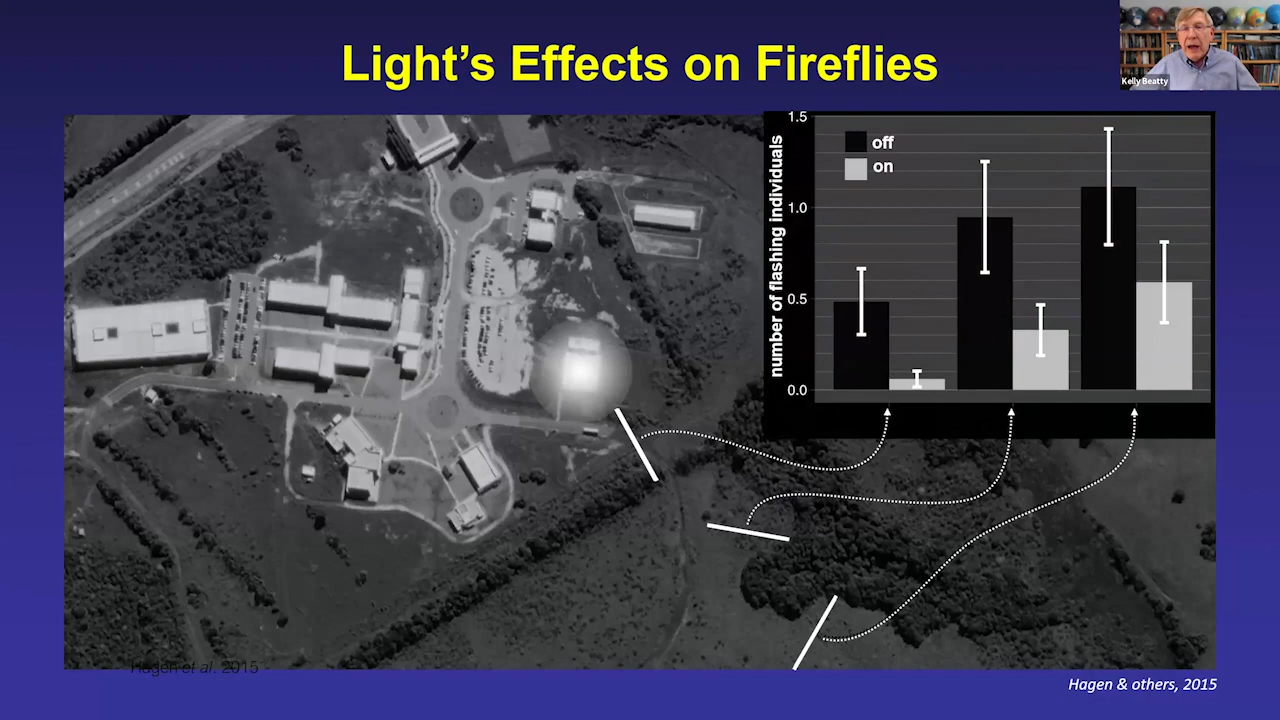 Light's Effects on Fireflies
Kelly Beatty
1.5
1.0
0.5
0.0
number of flashing individuals
off
on
Hagen et al. 2015
Hagen & others, 2015